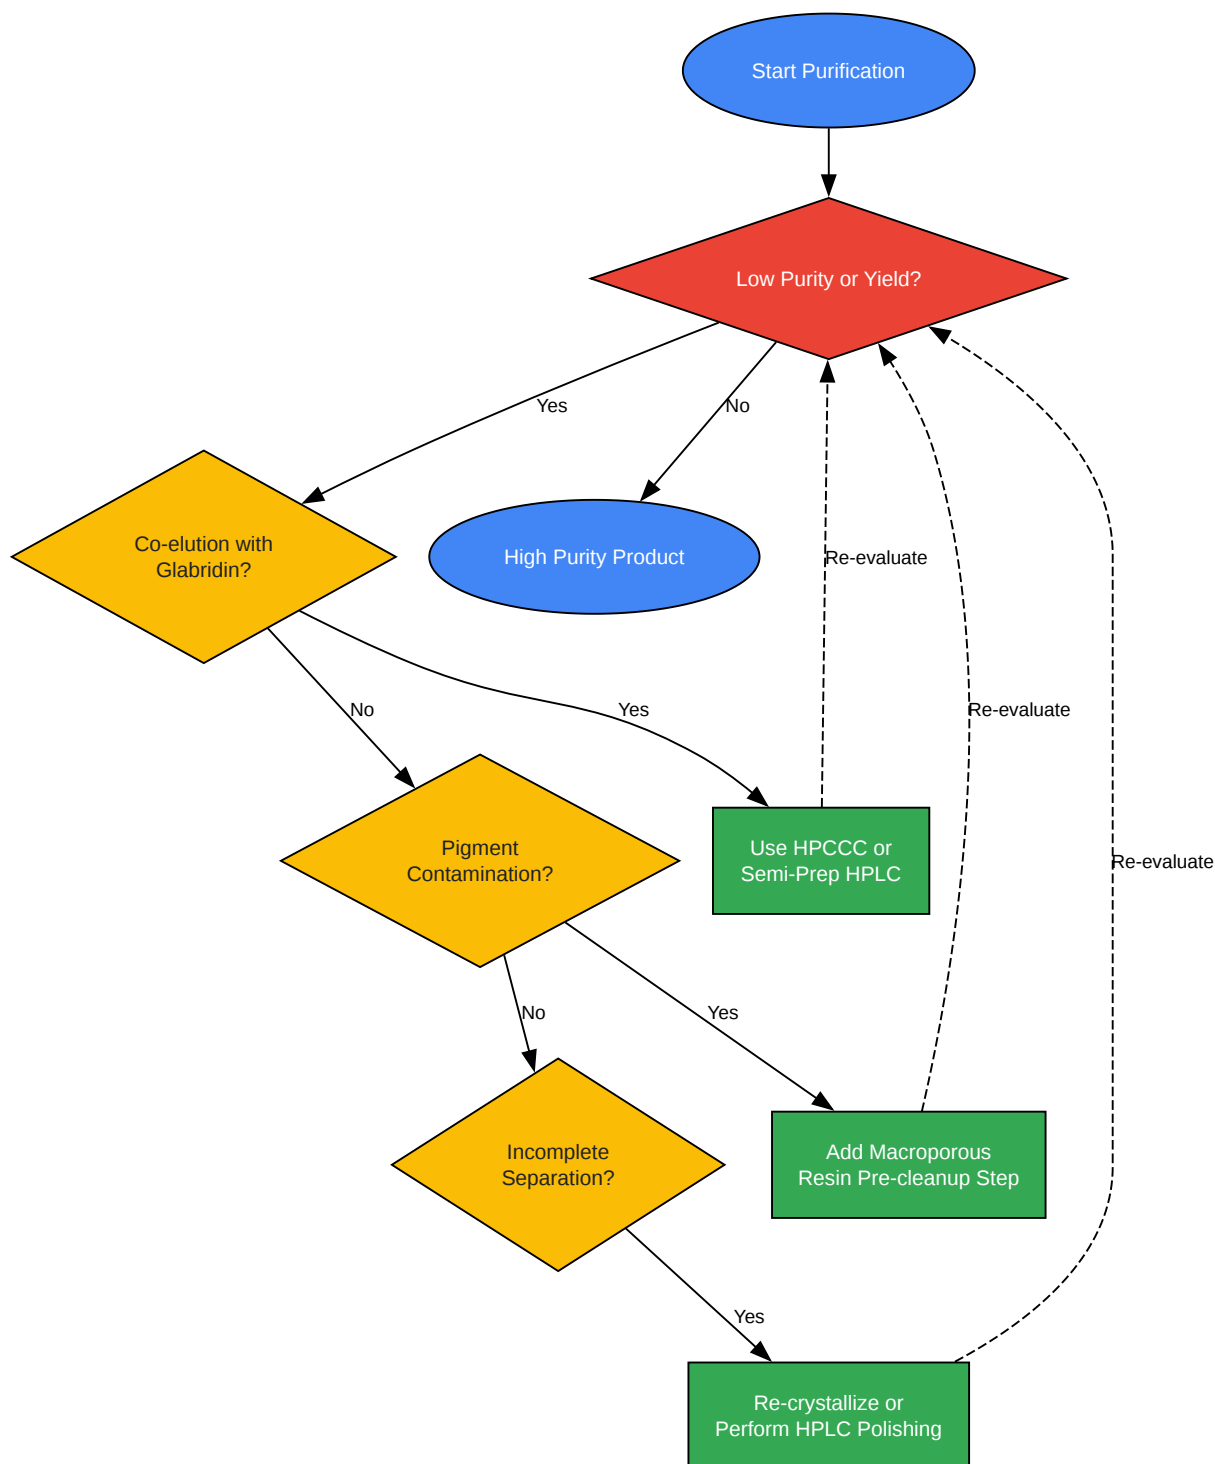 Start Purification
Low Purity or Yield?
Yes
No
Co-elution with
Glabridin?
High Purity Product
Re-evaluate
No
Yes
Re-evaluate
Pigment
Contamination?
Use HPCCC or
Semi-Prep HPLC
Re-evaluate
No
Yes
Incomplete
Separation?
Add Macroporous
Resin Pre-cleanup Step
Yes
Re-crystallize or
Perform HPLC Polishing